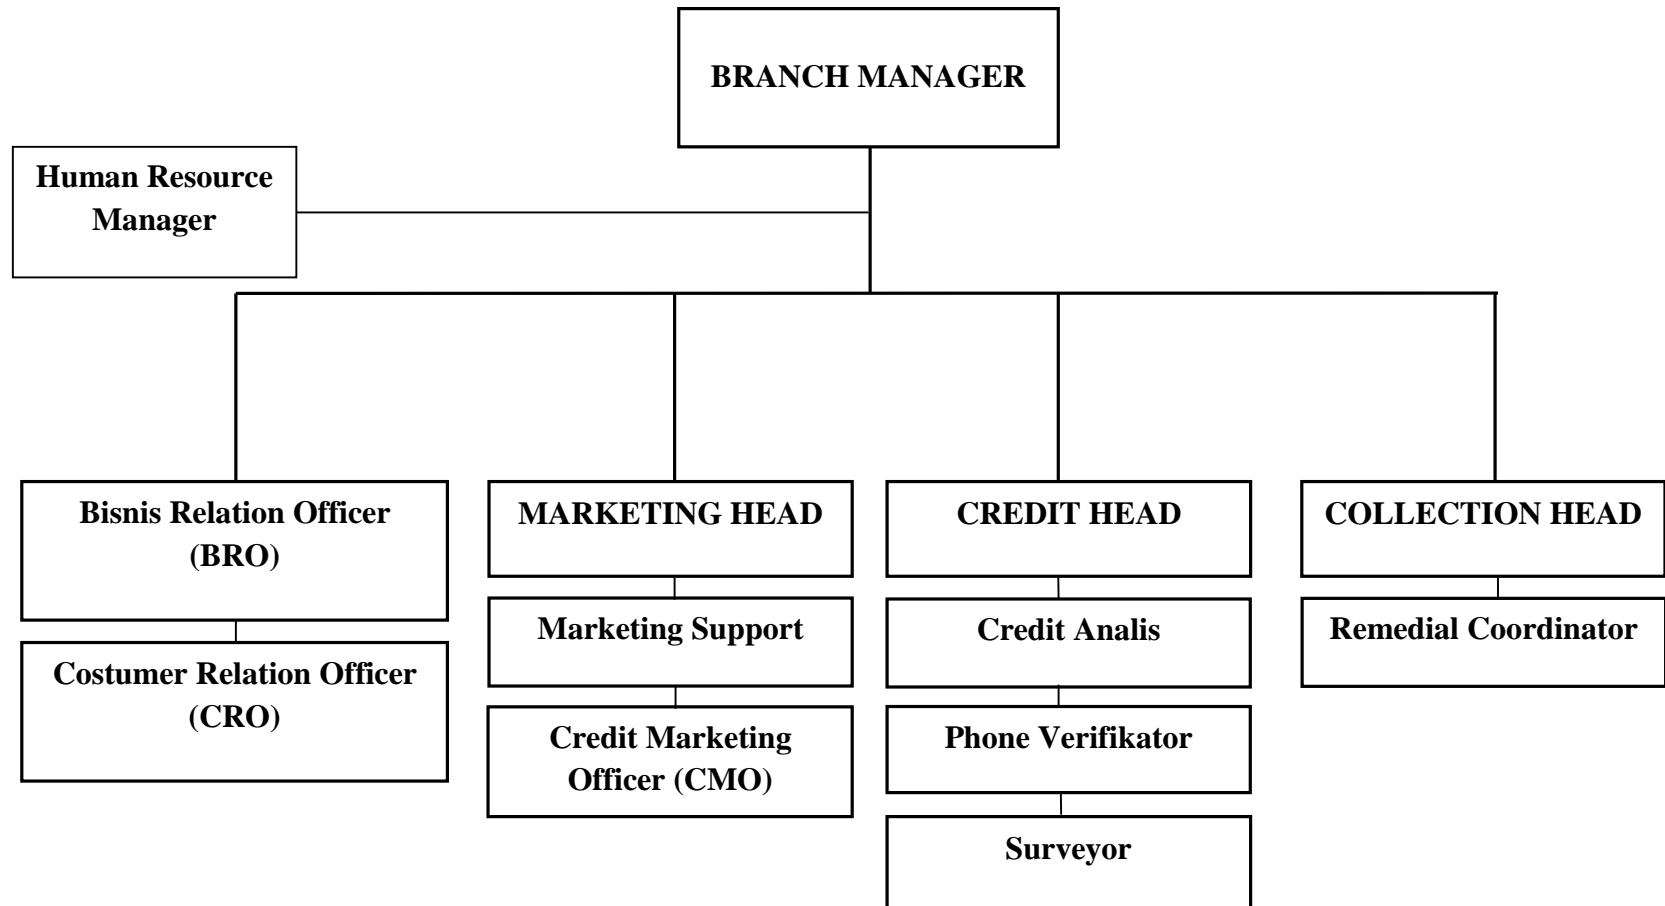 BRANCH MANAGER
Human Resource
Manager
Bisnis Relation Officer
(BRO)
Costumer Relation Officer
(CRO)
MARKETING HEAD
Marketing Support
Credit Marketing
Officer (CMO)
CREDIT HEAD
Credit Analis
Phone Verifikator
Surveyor
COLLECTION HEAD
Remedial Coordinator